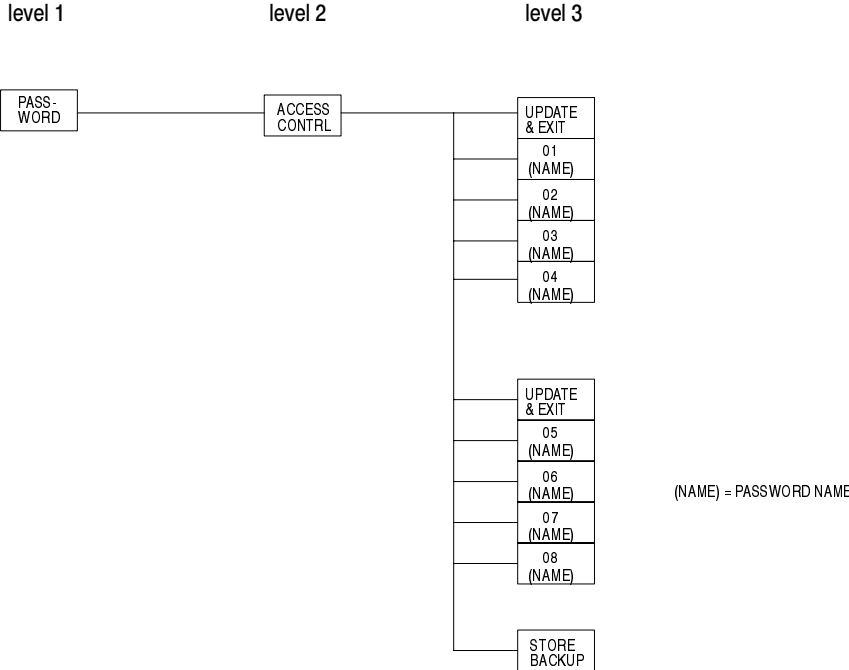 level 1
level 2
level 3
PASS-
WORD
ACCESS
CONTRL
UPDATE
& EXIT
01
(NAME)
02
(NAME)
03
(NAME)
04
(NAME)
UPDATE
& EXIT
05
(NAME)
06
(NAME)
07
(NAME)
08
(NAME)
(NAME) = PASSWORD NAME
STORE
BACKUP